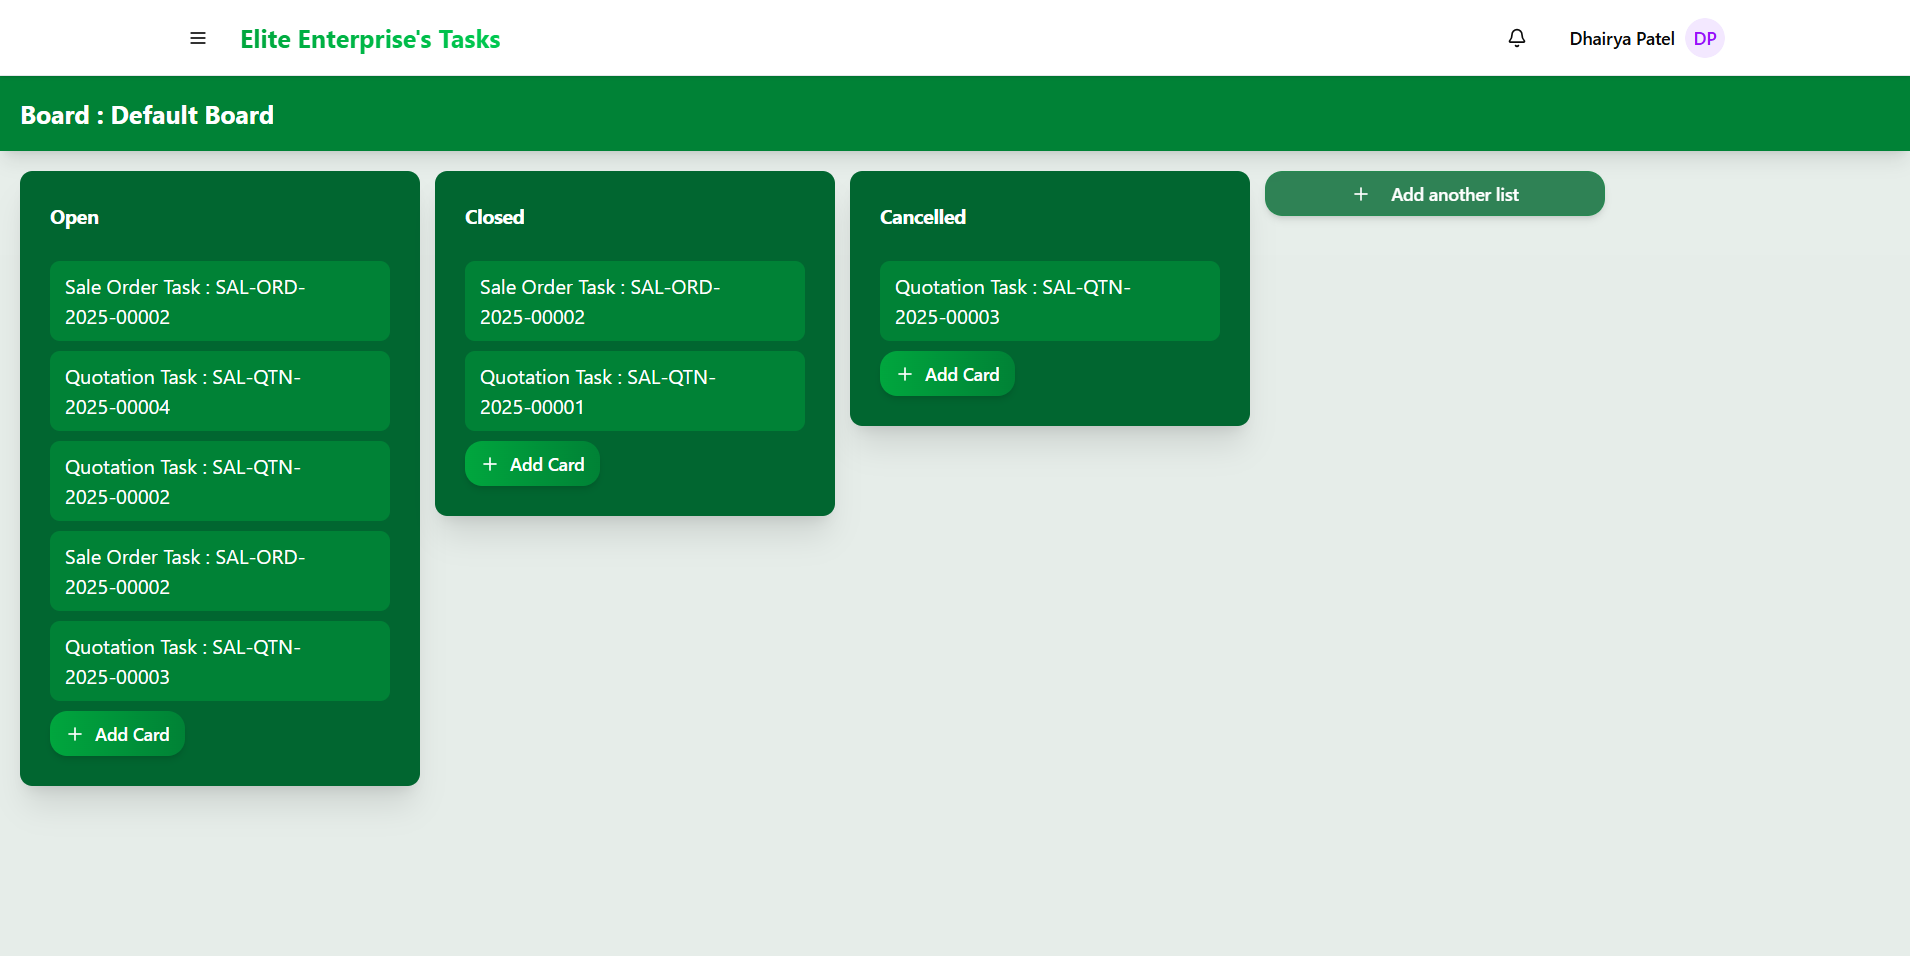 Elite Enterprise's Tasks
Dhairya Patel
DP
Board : Default Board
Open
Sale Order Task : SAL-ORD-
2025-00002
Quotation Task : SAL-QTN-
2025-00004
Quotation Task : SAL-QTN-
2025-00002
Sale Order Task : SAL-ORD-
2025-00002
Quotation Task : SAL-QTN-
2025-00003
Add Card
Closed
Sale Order Task : SAL-ORD-
2025-00002
Quotation Task : SAL-QTN-
2025-00001
Add Card
Cancelled
Quotation Task : SAL-QTN-
2025-00003
Add Card
Add another list